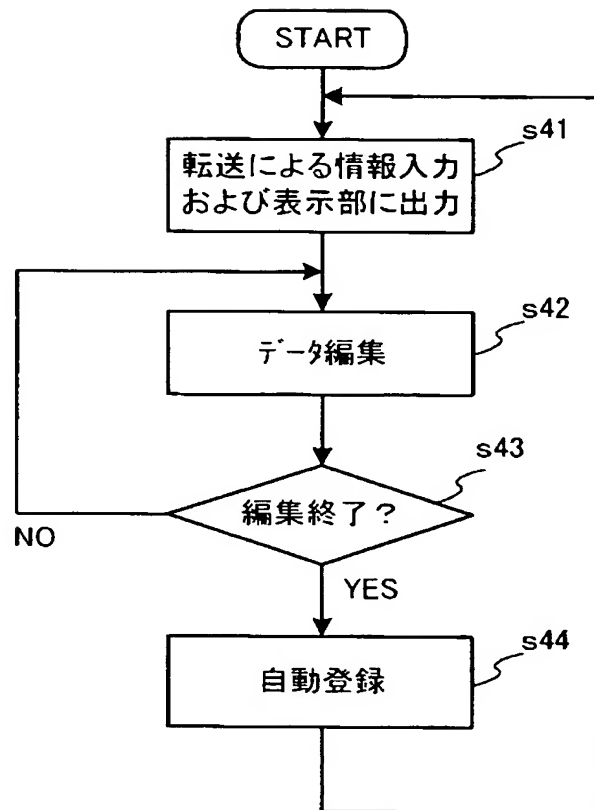 START
s41
転送による情報入力
および表示部に出力
s42
データ編集
s43
編集終了?
NO
YES
s44
自動登録